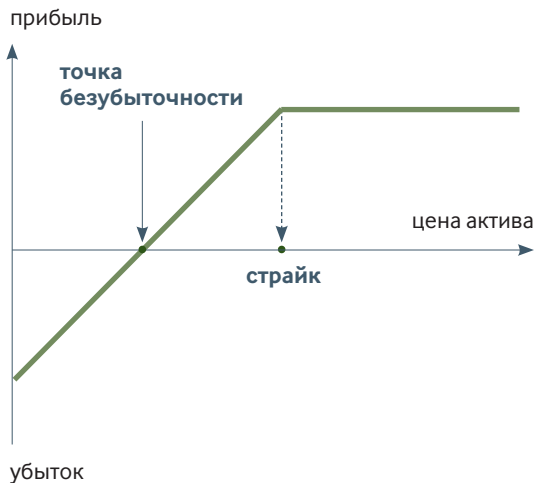 прибыль
точка
безубыточности
цена актива
страйк
убыток